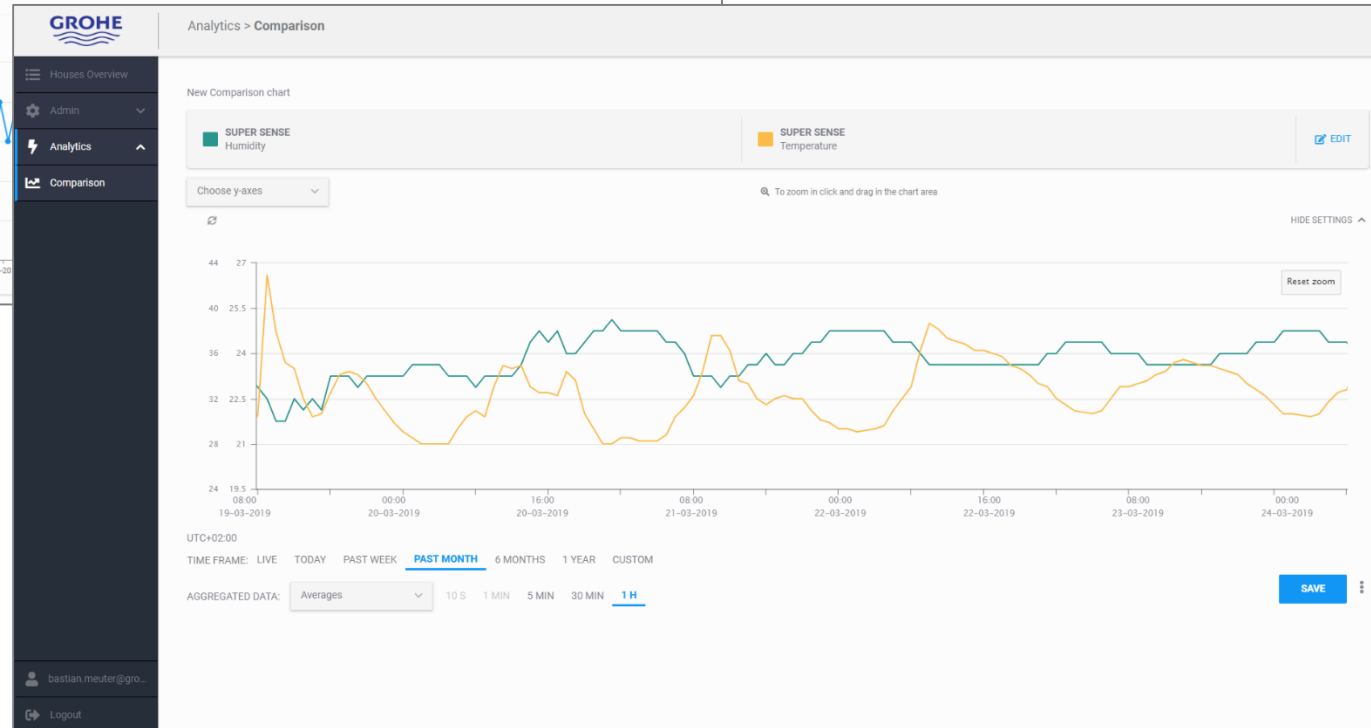 GROHE
Analytics > Comparison
Houses Overview
Admin
Analytics
Comparison
New Comparison chart
SUPER SENSE
Humidity
SUPER SENSE
Temperature
EDIT
Choose y-axes
To zoom in click and drag in the chart area
HIDE SETTINGS
Reset zoom
44 27
40 25.5
36 24
32 22.5
28 21
24 19.5
08:00 00:00 16:00 08:00 00:00 16:00 08:00 00:00
19-03-2019 20-03-2019 20-03-2019 21-03-2019 22-03-2019 22-03-2019 23-03-2019 24-03-2019
UTC+02:00
TIME FRAME: LIVE TODAY PAST WEEK PAST MONTH 6 MONTHS 1 YEAR CUSTOM
AGGREGATED DATA: Averages 10 S 1 MIN 5 MIN 30 MIN 1 H
SAVE
bastian.meuter@gro...
Logout